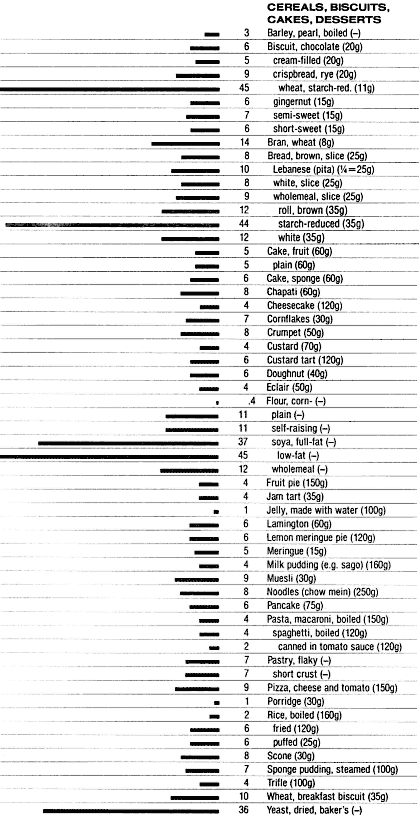 CEREALS, BISCUITS,
CAKES, DESSERTS
3 Barley, pearl, boiled (–)
6 Biscuit, chocolate (20g)
5 cream-filled (20g)
9 crispbread, rye (20g)
45 wheat, starch-red. (11g)
6 gingernut (15g)
7 semi-sweet (15g)
6 short-sweet (15g)
14 Bran, wheat (8g)
8 Bread, brown, slice (25g)
10 Lebanese (pita) (¼=25g)
8 white, slice (25g)
9 wholemeal, slice (25g)
12 roll, brown (35g)
44 starch-reduced (35g)
12 white (35g)
5 Cake, fruit (60g)
5 plain (60g)
6 Cake, sponge (60g)
8 Chapati (60g)
4 Cheesecake (120g)
7 Cornflakes (30g)
8 Crumpet (50g)
4 Custard (70g)
6 Custard tart (120g)
6 Doughnut (40g)
4 Eclair (50g)
.4 Flour, corn- (–)
11 plain (–)
11 self-raising (–)
37 soya, full-fat (–)
45 low-fat (–)
12 wholemeal (–)
4 Fruit pie (150g)
4 Jam tart (35g)
1 Jelly, made with water (100g)
6 Lamington (60g)
6 Lemon meringue pie (120g)
5 Meringue (15g)
4 Milk pudding (e.g. sago) (160g)
9 Muesli (30g)
8 Noodles (chow mein) (250g)
6 Pancake (75g)
4 Pasta, macaroni, boiled (150g)
4 spaghetti, boiled (120g)
2 canned in tomato sauce (120g)
7 Pastry, flaky (–)
7 short crust (–)
9 Pizza, cheese and tomato (150g)
1 Porridge (30g)
2 Rice, boiled (160g)
6 fried (120g)
6 puffed (25g)
8 Scone (30g)
7 Sponge pudding, steamed (100g)
4 Trifle (100g)
10 Wheat, breakfast biscuit (35g)
36 Yeast, dried, baker's (–)